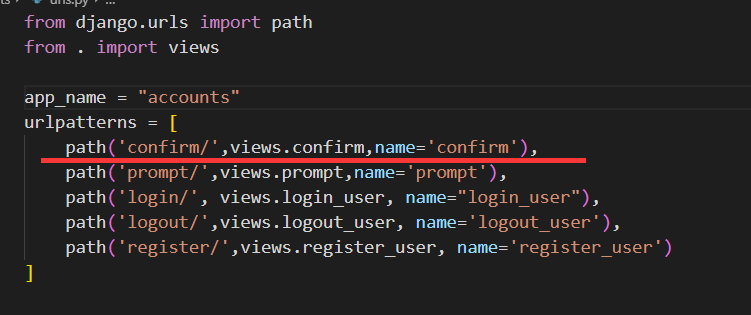 urls.py > ...
from django.urls import path
from . import views
app_name = "accounts"
urlpatterns = [
path('confirm/',views.confirm,name='confirm'),
path('prompt/',views.prompt,name='prompt'),
path('login/', views.login_user, name="login_user"),
path('logout/',views.logout_user, name='logout_user'),
path('register/',views.register_user, name='register_user')
]